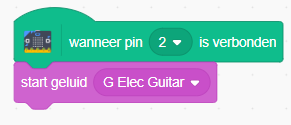 wanneer pin 2 is verbonden
start geluid G Elec Guitar